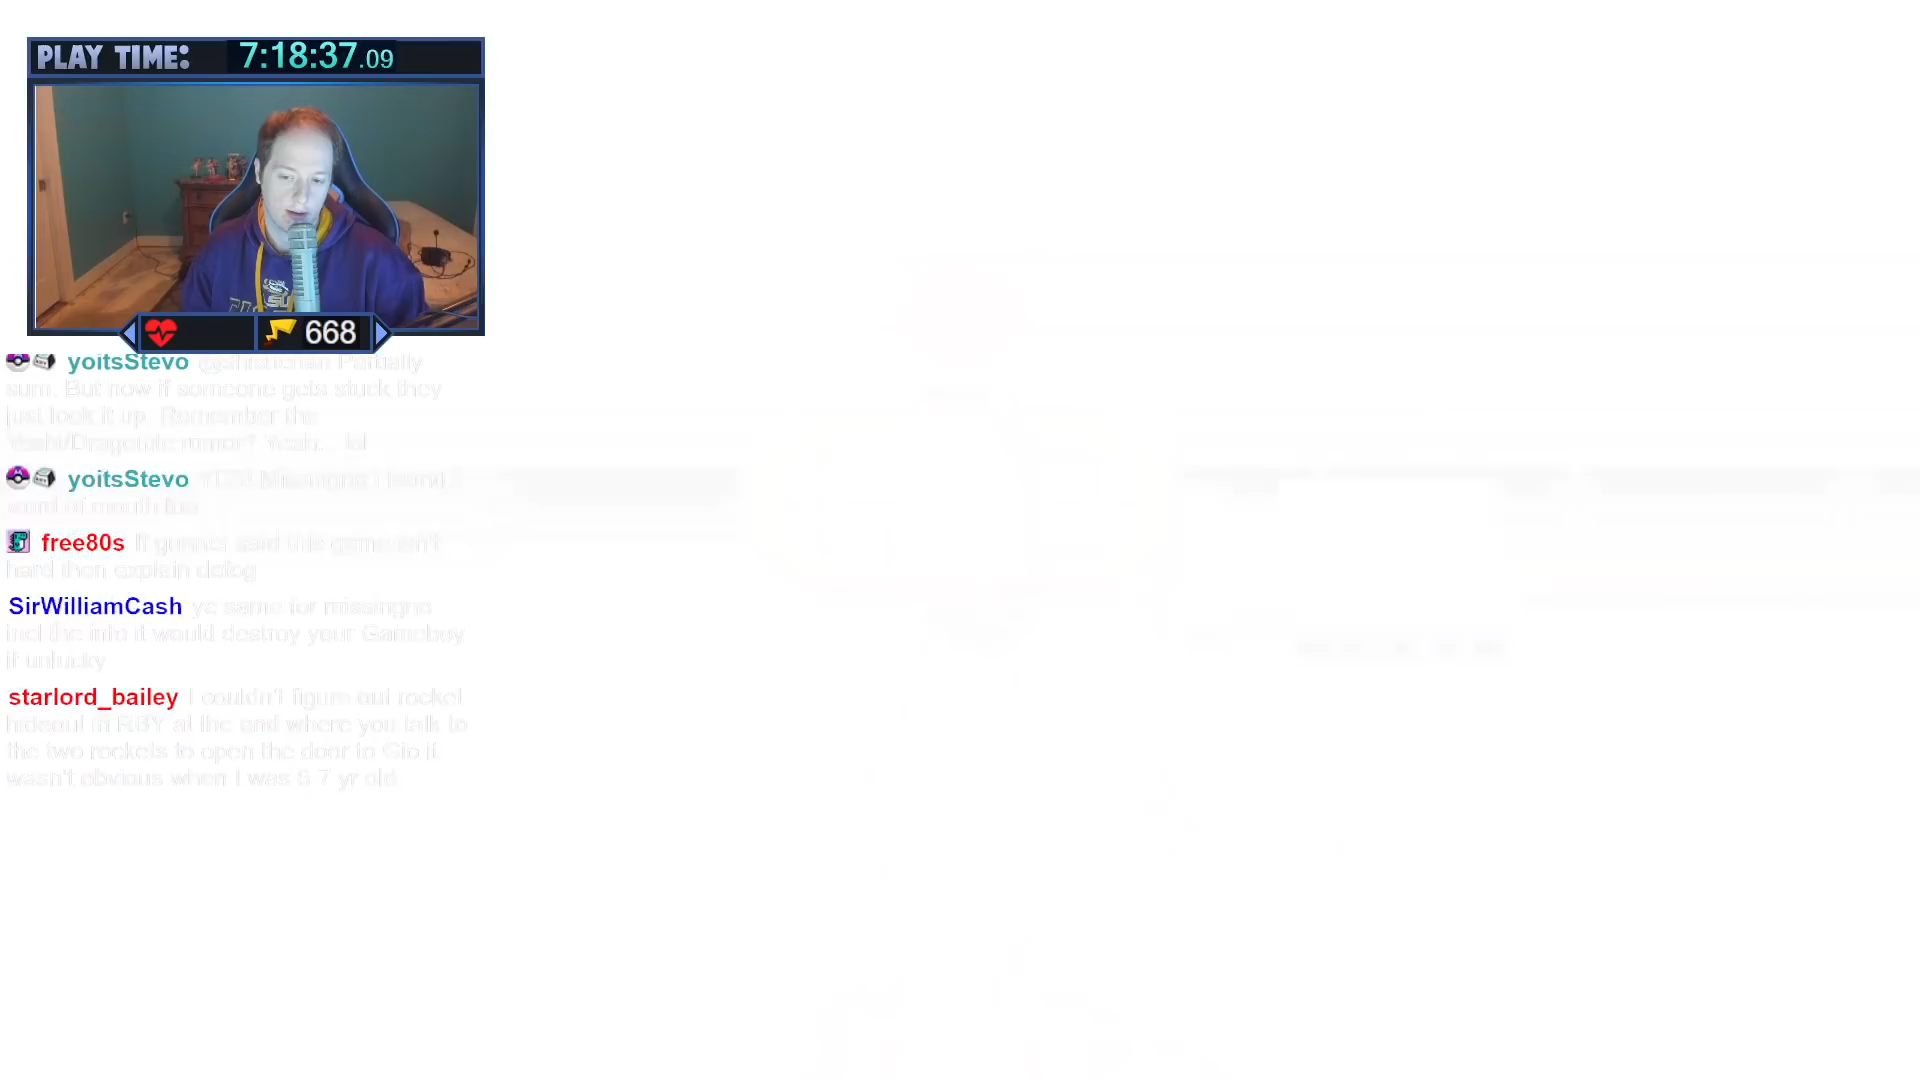 PLAY TIME: 7:18:37.09
668
yoitsStevo Partually
sum. But now if someone gets stuck they
just look it up. Remember the
Yoshi/Dragonite rumor? Yeah... lol
yoitsStevo YES! Missingno I heard
word of mouth too
free80s If gunner said this game isn't
hard then explain defog
SirWilliamCash ye same for missingno
incl the info it would destroy your Gameboy
if unlucky
starlord_bailey I couldn't figure out rocket
hideout in RBY at the end where you talk to
the two rockets to open the door to Gio it
wasn't obvious when I was 5-7 yr old